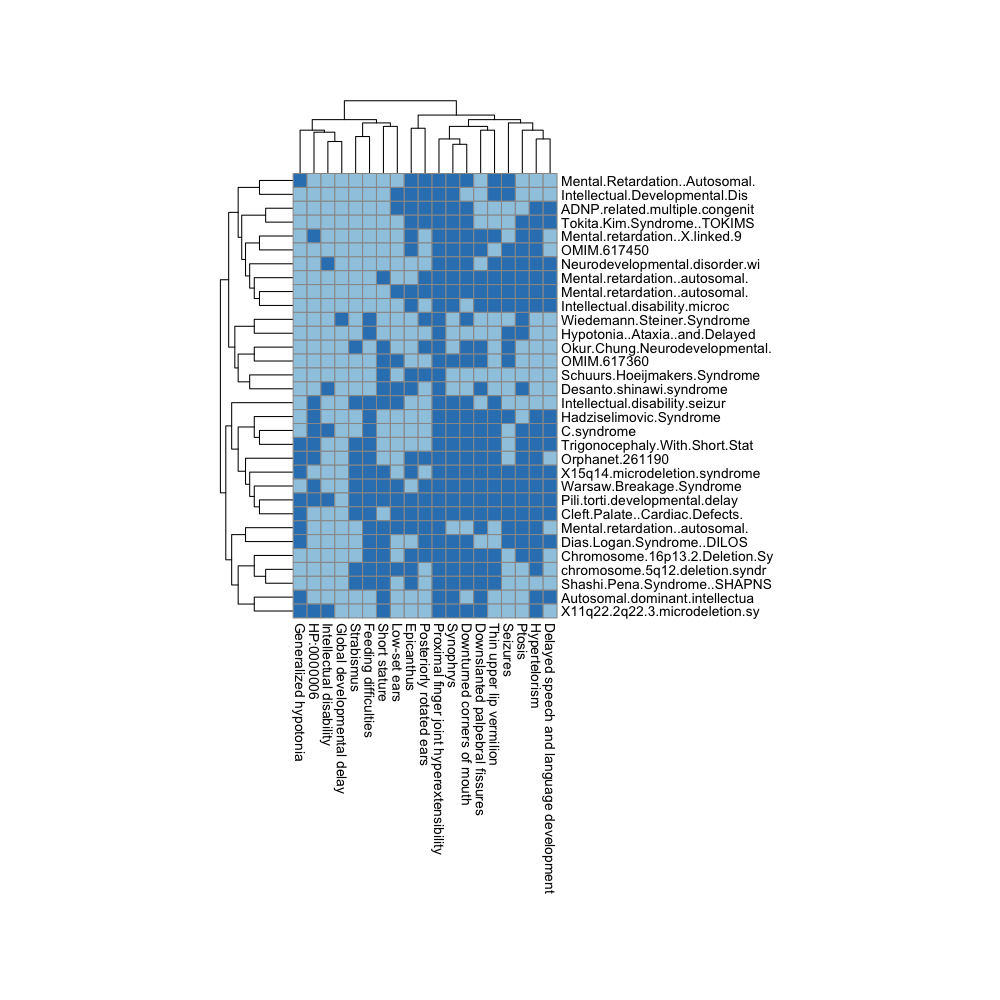 Mental.Retardation..Autosomal.
Intellectual.Developmental.Dis
ADNP.related.multiple.congenit
Tokita.Kim.Syndrome..TOKIMS
Mental.retardation..X.linked.9
OMIM.617450
Neurodevelopmental.disorder.wi
Mental.retardation..autosomal.
Mental.retardation..autosomal.
Intellectual.disability.microc
Wiedemann.Steiner.Syndrome
Hypotonia..Ataxia..and.Delayed
Okur.Chung.Neurodevelopmental.
OMIM.617360
Schuurs.Hoeijmakers.Syndrome
Desanto.shinawi.syndrome
Intellectual.disability.seizur
Hadziselimovic.Syndrome
C.syndrome
Trigonocephaly.With.Short.Stat
Orphanet.261190
X15q14.microdeletion.syndrome
Warsaw.Breakage.Syndrome
Pili.torti.developmental.delay
Cleft.Palate..Cardiac.Defects.
Mental.retardation..autosomal.
Dias.Logan.Syndrome..DILOS
Chromosome.16p13.2.Deletion.Sy
chromosome.5q12.deletion.syndr
Shashi.Pena.Syndrome..SHAPNS
Autosomal.dominant.intellectua
X11q22.2q22.3.microdeletion.sy
Generalized hypotonia
HP:0000006
Intellectual disability
Global developmental delay
Strabismus
Feeding difficulties
Short stature
Low-set ears
Epicanthus
Posteriorly rotated ears
Proximal finger joint hyperextensibility
Synophrys
Downturned corners of mouth
Downslanted palpebral fissures
Thin upper lip vermilion
Seizures
Ptosis
Hypertelorism
Delayed speech and language development